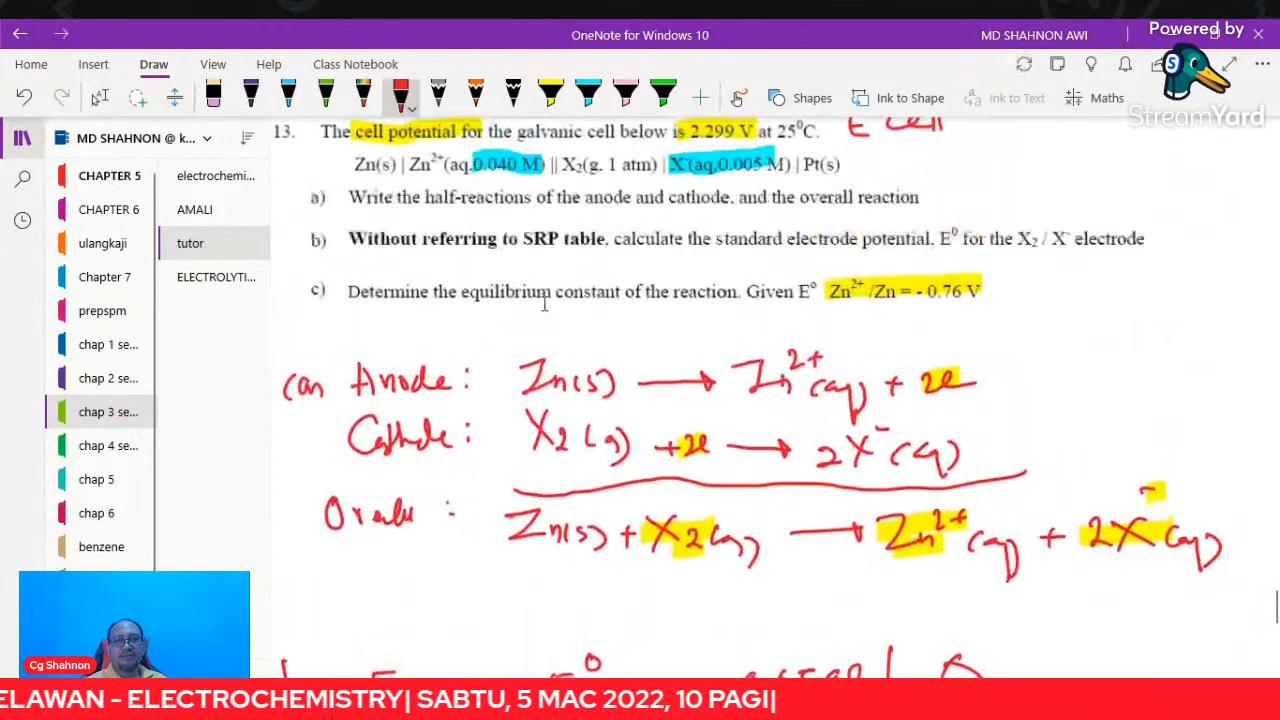 Powered by
StreamYard
OneNote for Windows 10
MD SHAHNON AWI
Home
Insert
Draw
View
Help
Class Notebook
Shapes
Ink to Shape
Ink to Text
Maths
MD SHAHNON @ k...
CHAPTER 5
CHAPTER 6
ulangkaji
Chapter 7
prepspm
chap 1 se...
chap 2 se...
chap 3 se...
chap 4 se...
chap 5
chap 6
benzene
electrochemi...
AMALI
tutor
ELECTROLYTI...
E cell
13. The cell potential for the galvanic cell below is 2.299 V at 25⁰C.
Zn(s) | Zn²⁺(aq,0.040 M) || X₂(g, 1 atm) | X⁻(aq,0.005 M) | Pt(s)
a) Write the half-reactions of the anode and cathode, and the overall reaction
b) Without referring to SRP table, calculate the standard electrode potential, E⁰ for the X₂ / X⁻ electrode
c) Determine the equilibrium constant of the reaction. Given E° Zn²⁺ /Zn = - 0.76 V
(a) Anode : Zn(s) → Zn²⁺(aq) + 2e
Cathode : X₂(g) + 2e → 2X⁻(aq)
: Zn(s) + X₂(g) → Zn²⁺(aq) + 2X⁻(aq)
Cg Shahnon
ELAWAN - ELECTROCHEMISTRY| SABTU, 5 MAC 2022, 10 PAGI|